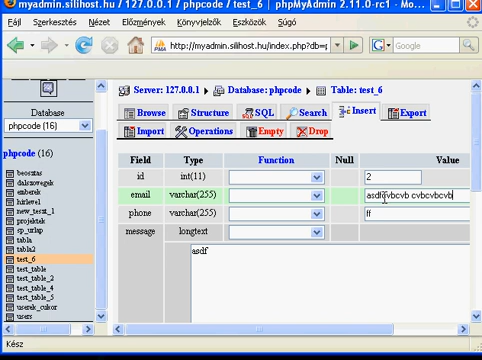 myadmin.silihost.hu / 127.0.0.1 / phpcode / test_6 | phpMyAdmin 2.11.0-rc1 - Mo...
Fájl Szerkesztés Nézet Előzmények Könyvjelzők Eszközök Súgó
http://myadmin.silihost.hu/index.php?db=p
Google
Server: 127.0.0.1 Database: phpcode Table: test_6
Browse Structure SQL Search Insert Export
Import Operations Empty Drop
Database
phpcode (16)
phpcode (16)
beosztas
dalszovegek
emberek
hirlevel
new_teszt_1
projektek
sp_urlap
tabla
tabla2
test_6
test_table
test_table_2
test_table_4
test_table_5
userek_cukor
users
Field Type Function Null Value
id int(11) 2
email varchar(255) cvbcvbcvb
phone varchar(255) ff
message longtext
asdf
Kész